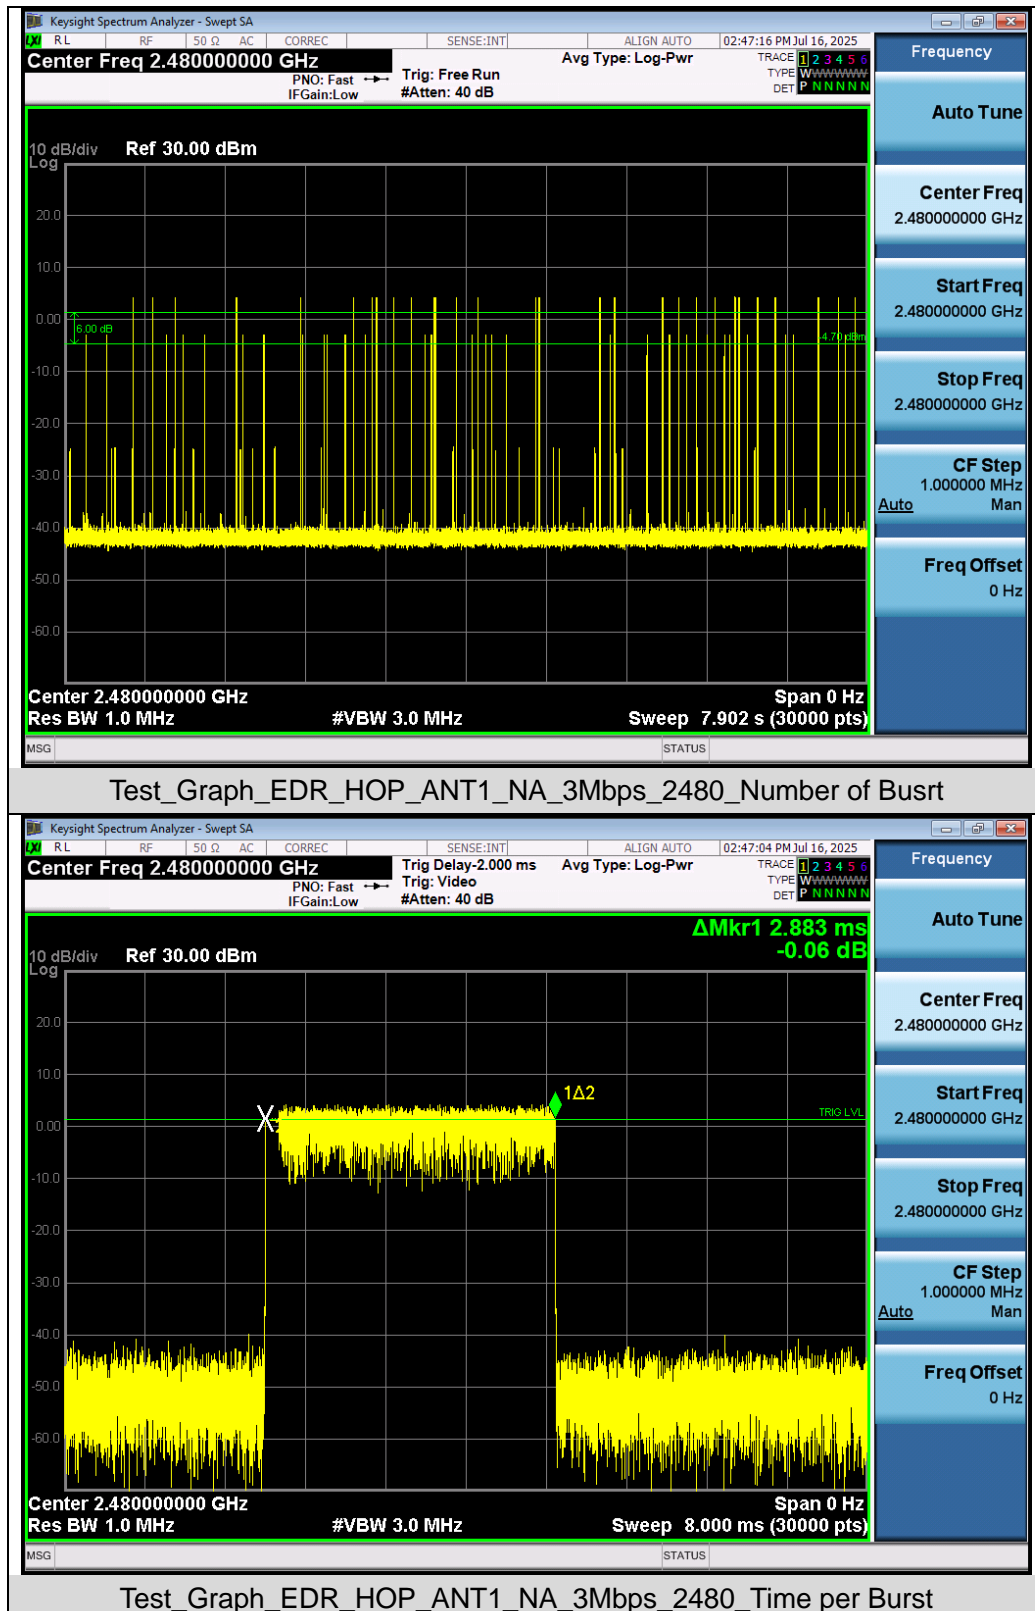 Keysight Spectrum Analyzer - Swept SA
LXI RL RF 50 Ω AC CORREC SENSE:INT ALIGN AUTO 02:47:16 PM Jul 16, 2025
Center Freq 2.480000000 GHz Avg Type: Log-Pwr TRACE 1 2 3 4 5 6
PNO: Fast Trig: Free Run TYPE WWWWWW
IFGain:Low #Atten: 40 dB DET P N N N N N
10 dB/div Ref 30.00 dBm
Log
20.0
10.0
0.00
6.00 dB
-4.70 dBm
-10.0
-20.0
-30.0
-40.0
-50.0
-60.0
Center 2.480000000 GHz Span 0 Hz
Res BW 1.0 MHz #VBW 3.0 MHz Sweep 7.902 s (30000 pts)
MSG STATUS
Frequency
Auto Tune
Center Freq
2.480000000 GHz
Start Freq
2.480000000 GHz
Stop Freq
2.480000000 GHz
CF Step
1.000000 MHz
Auto Man
Freq Offset
0 Hz
Test_Graph_EDR_HOP_ANT1_NA_3Mbps_2480_Number of Busrt
Keysight Spectrum Analyzer - Swept SA
LXI RL RF 50 Ω AC CORREC SENSE:INT ALIGN AUTO 02:47:04 PM Jul 16, 2025
Center Freq 2.480000000 GHz Trig Delay-2.000 ms Avg Type: Log-Pwr TRACE 1 2 3 4 5 6
PNO: Fast Trig: Video TYPE WWWWWW
IFGain:Low #Atten: 40 dB DET P N N N N N
ΔMkr1 2.883 ms
-0.06 dB
10 dB/div Ref 30.00 dBm
Log
20.0
10.0
1Δ2
TRIG LVL
0.00
-10.0
-20.0
-30.0
-40.0
-50.0
-60.0
Center 2.480000000 GHz Span 0 Hz
Res BW 1.0 MHz #VBW 3.0 MHz Sweep 8.000 ms (30000 pts)
MSG STATUS
Frequency
Auto Tune
Center Freq
2.480000000 GHz
Start Freq
2.480000000 GHz
Stop Freq
2.480000000 GHz
CF Step
1.000000 MHz
Auto Man
Freq Offset
0 Hz
Test_Graph_EDR_HOP_ANT1_NA_3Mbps_2480_Time per Burst